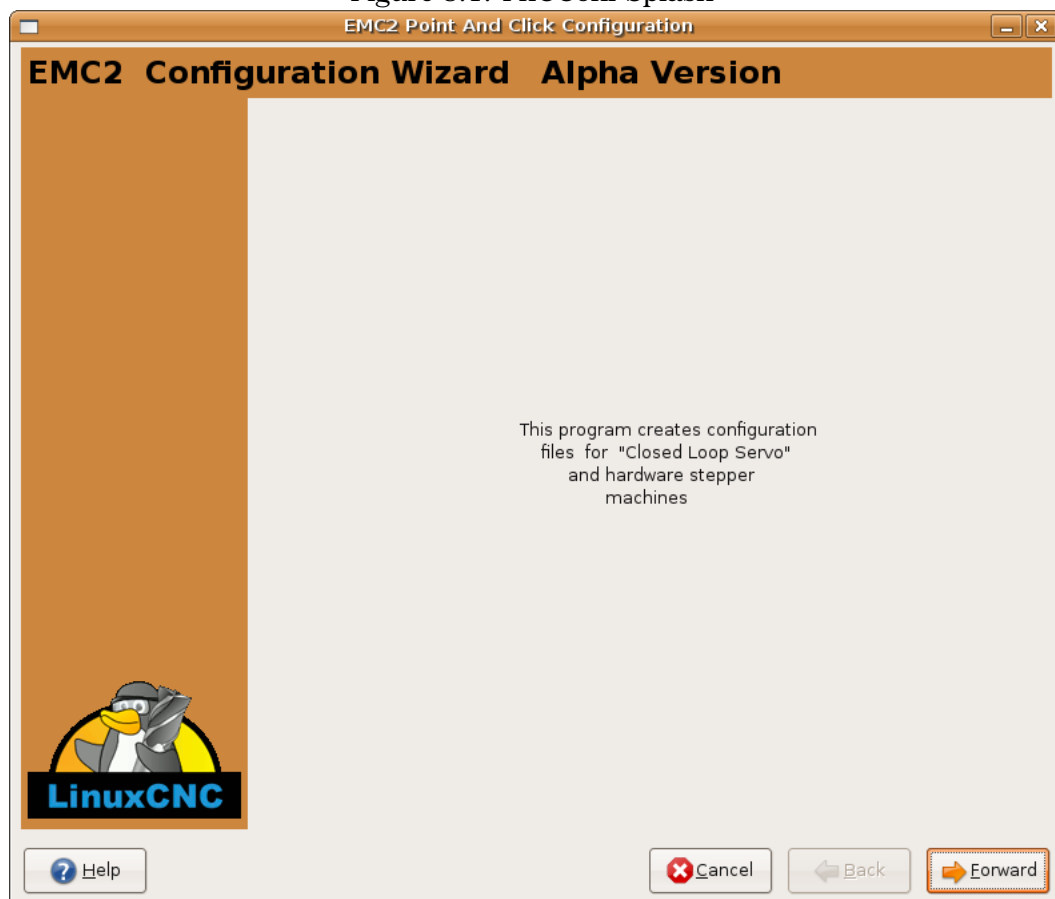 EMC2 Point And Click Configuration
EMC2  Configuration Wizard   Alpha Version
This program creates configuration
files  for  "Closed Loop Servo"
and hardware stepper
machines
LinuxCNC
Help
Cancel
Back
Forward